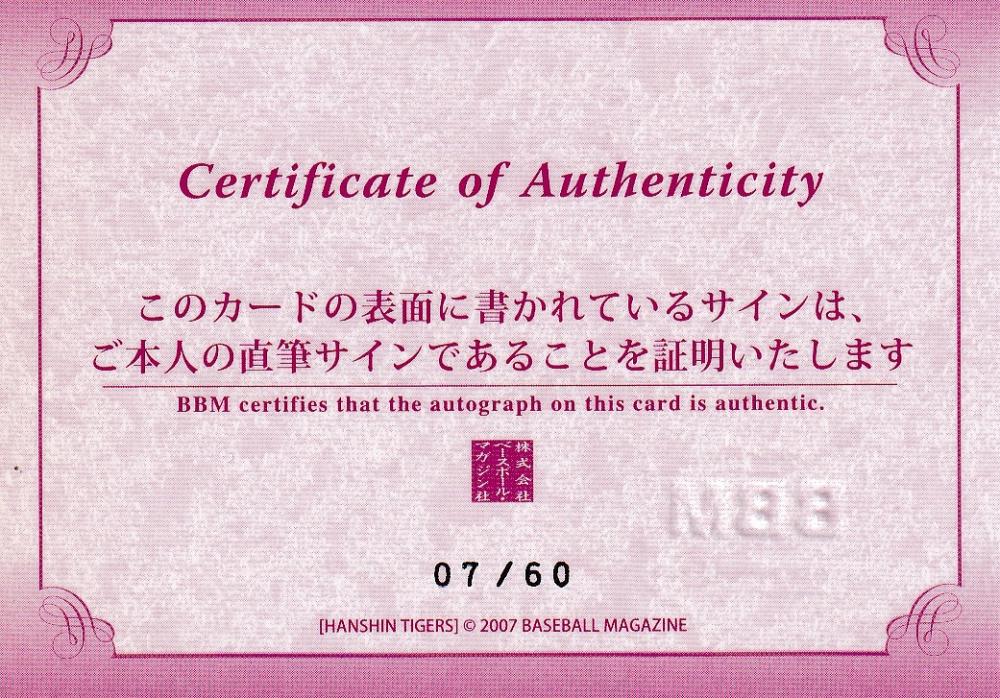 Certificate of Authenticity
このカードの表面に書かれているサインは、
ご本人の直筆サインであることを証明いたします
BBM certifies that the autograph on this card is authentic.
株式会社
ベースボール・
マガジン社
BBM
07/60
[HANSHIN TIGERS] © 2007 BASEBALL MAGAZINE